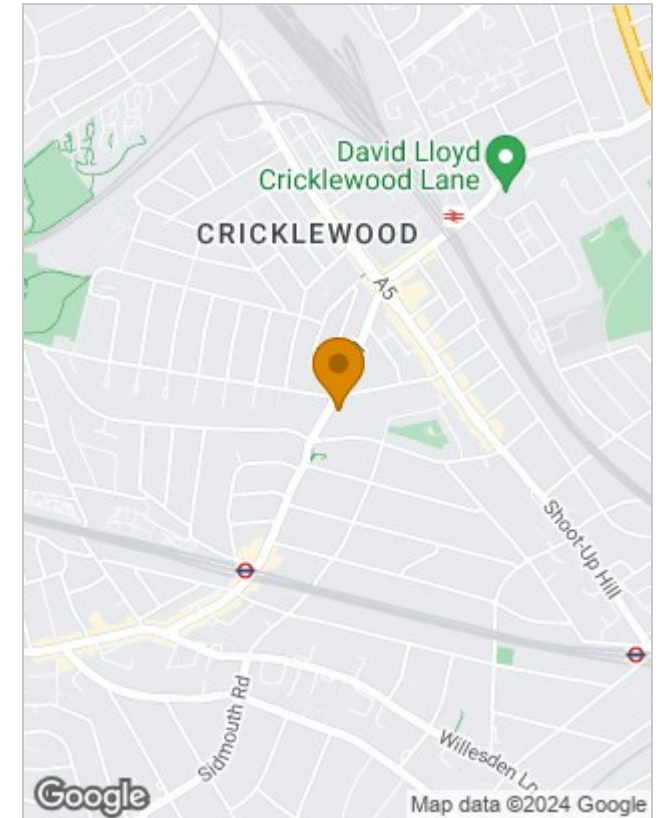 David Lloyd
Cricklewood Lane
CRICKLEWOOD
A5
Shoot-Up Hill
Sidmouth Rd
Willesden Ln
Google
Map data ©2024 Google